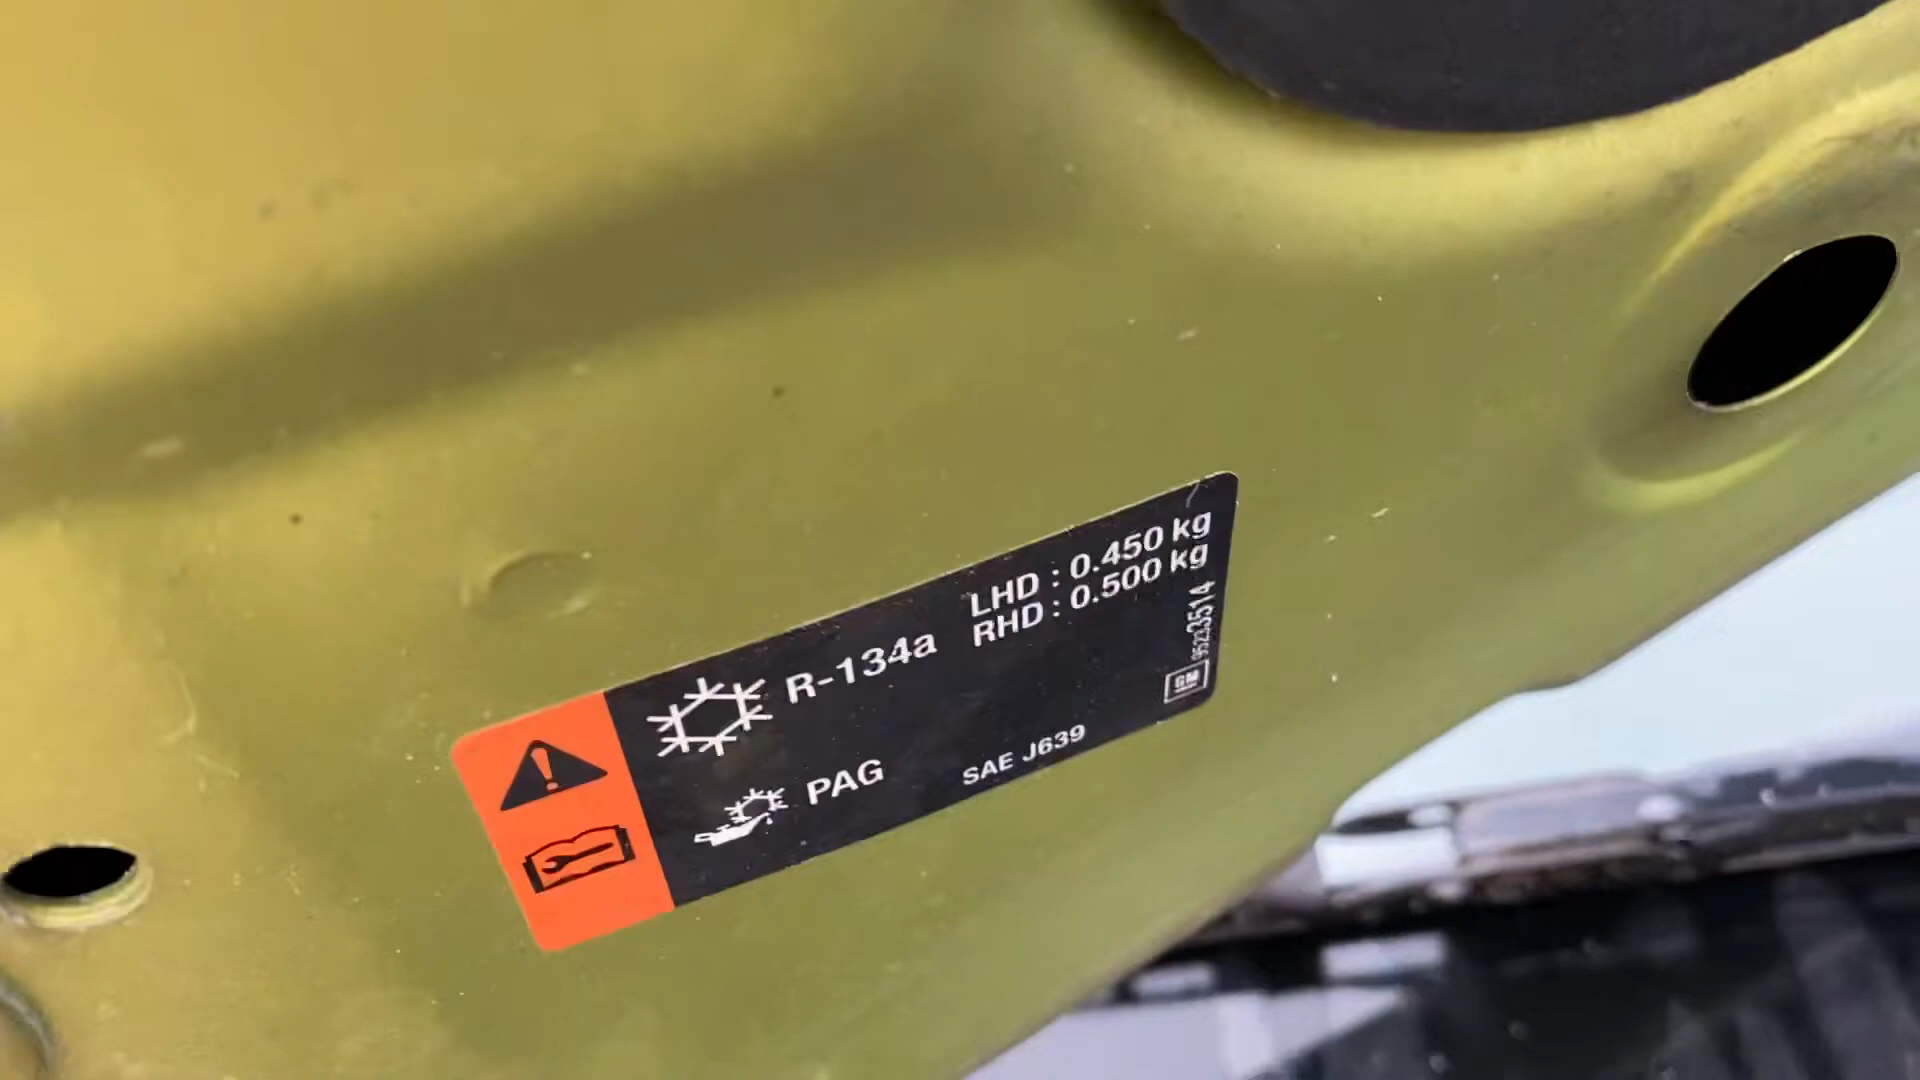 R-134a
LHD : 0.450 kg
RHD : 0.500 kg
PAG
SAE J639
95233514
GM